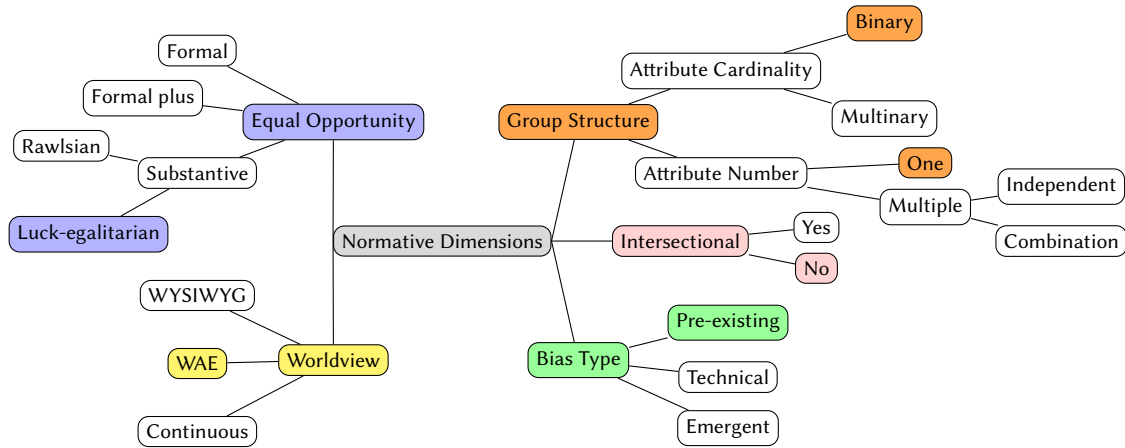 Normative Dimensions
Equal Opportunity
Formal
Formal plus
Substantive
Rawlsian
Luck-egalitarian
Worldview
WYSIWYG
WAE
Continuous
Group Structure
Attribute Cardinality
Binary
Multinary
Attribute Number
One
Multiple
Independent
Combination
Intersectional
Yes
No
Bias Type
Pre-existing
Technical
Emergent